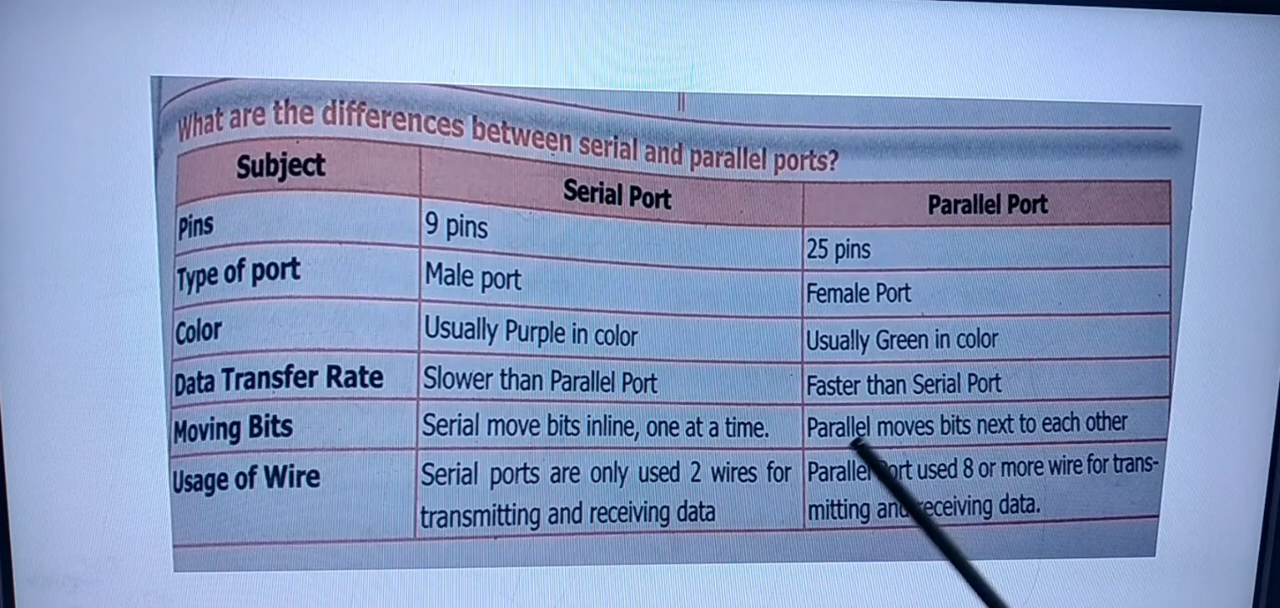 What are the differences between serial and parallel ports?
Subject Serial Port Parallel Port
Pins 9 pins 25 pins
Type of port Male port Female Port
Color Usually Purple in color Usually Green in color
Data Transfer Rate Slower than Parallel Port Faster than Serial Port
Moving Bits Serial move bits inline, one at a time. Parallel moves bits next to each other
Usage of Wire Serial ports are only used 2 wires for Parallel used 8 or more wire for trans-
transmitting and receiving data mitting and receiving data.